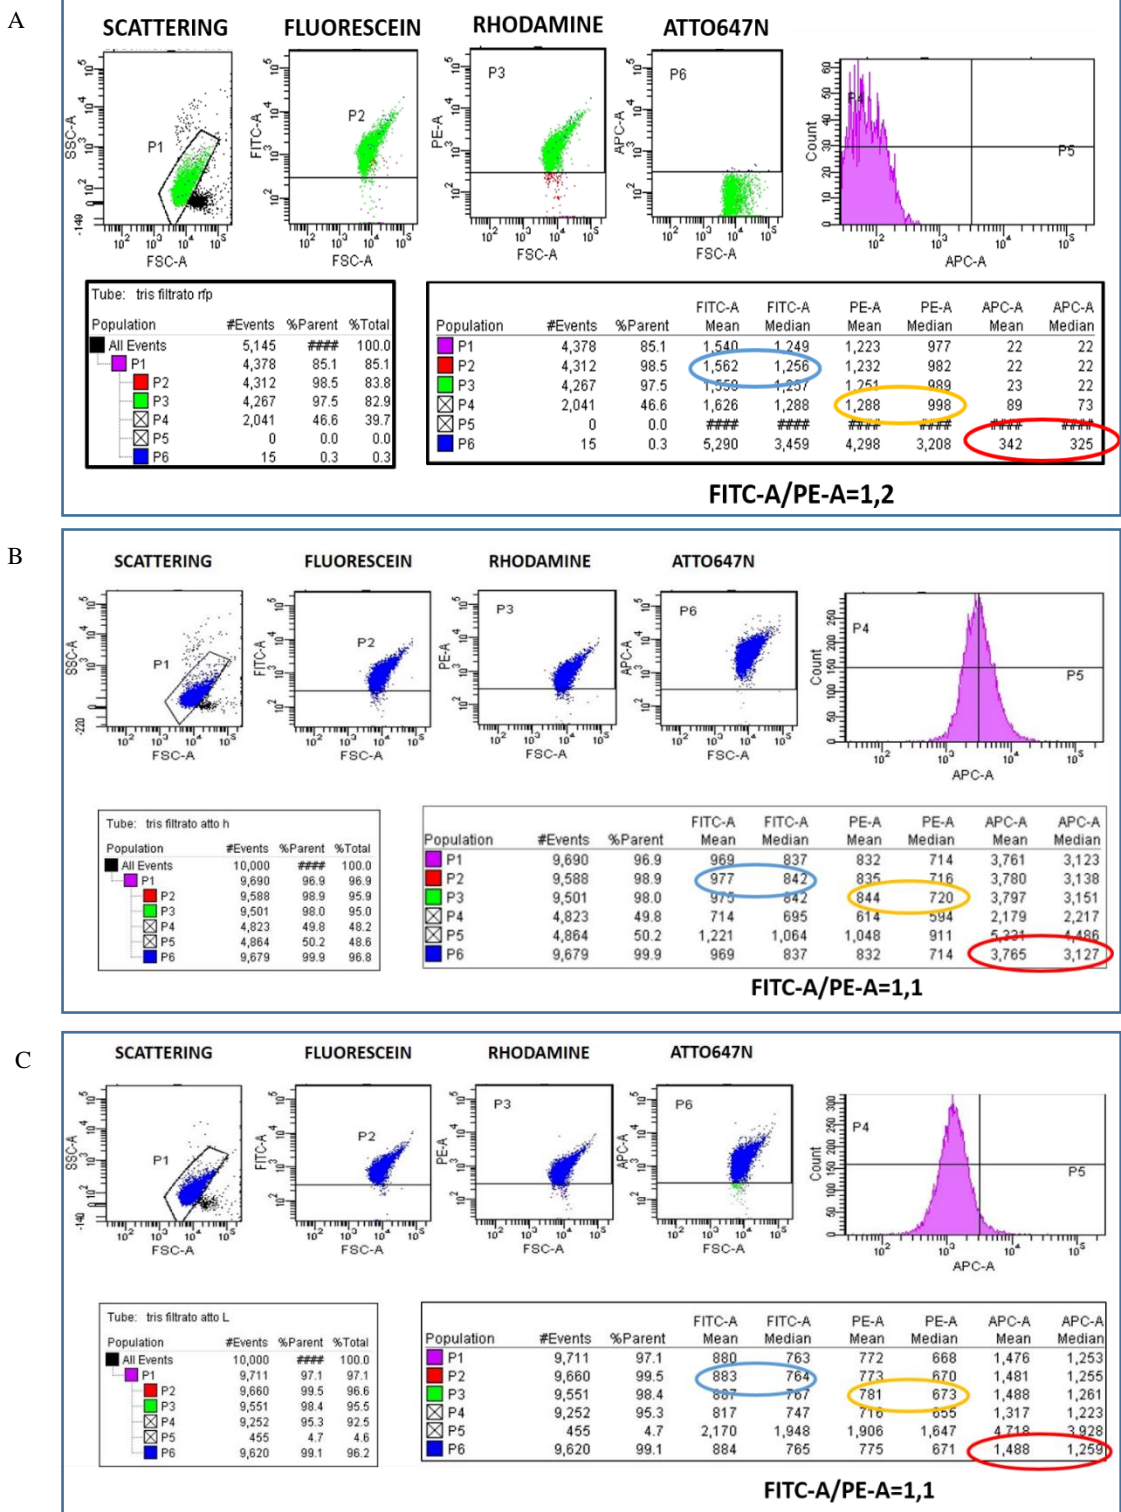 A
SCATTERING FLUORESCEIN RHODAMINE ATTO647N
P1 P2 P3 P6 P4 P5
SSC-A FITC-A PE-A APC-A Count
FSC-A FSC-A FSC-A FSC-A APC-A
Tube: tris filtrato rfp
Population #Events %Parent %Total
All Events 5,145 #### 100.0
P1 4,378 85.1 85.1
P2 4,312 98.5 83.8
P3 4,267 97.5 82.9
P4 2,041 46.6 39.7
P5 0 0.0 0.0
P6 15 0.3 0.3
FITC-A FITC-A PE-A PE-A APC-A APC-A
Population #Events %Parent Mean Median Mean Median Mean Median
P1 4,378 85.1 1,540 1,249 1,223 977 22 22
P2 4,312 98.5 1,562 1,256 1,232 982 22 22
P3 4,267 97.5 1,558 1,257 1,251 989 23 22
P4 2,041 46.6 1,626 1,288 1,288 998 89 73
P5 0 0.0 #### #### #### #### #### ####
P6 15 0.3 5,290 3,459 4,298 3,208 342 325
FITC-A/PE-A=1,2
B
SCATTERING FLUORESCEIN RHODAMINE ATTO647N
P1 P2 P3 P6 P4 P5
SSC-A FITC-A PE-A APC-A Count
FSC-A FSC-A FSC-A FSC-A APC-A
Tube: tris filtrato atto h
Population #Events %Parent %Total
All Events 10,000 #### 100.0
P1 9,690 96.9 96.9
P2 9,588 98.9 95.9
P3 9,501 98.0 95.0
P4 4,823 49.8 48.2
P5 4,864 50.2 48.6
P6 9,679 99.9 96.8
FITC-A FITC-A PE-A PE-A APC-A APC-A
Population #Events %Parent Mean Median Mean Median Mean Median
P1 9,690 96.9 969 837 832 714 3,761 3,123
P2 9,588 98.9 977 842 835 716 3,780 3,138
P3 9,501 98.0 975 842 844 720 3,797 3,151
P4 4,823 49.8 714 695 614 594 2,179 2,217
P5 4,864 50.2 1,221 1,064 1,048 911 5,331 4,486
P6 9,679 99.9 969 837 832 714 3,765 3,127
FITC-A/PE-A=1,1
C
SCATTERING FLUORESCEIN RHODAMINE ATTO647N
P1 P2 P3 P6 P4 P5
SSC-A FITC-A PE-A APC-A Count
FSC-A FSC-A FSC-A FSC-A APC-A
Tube: tris filtrato atto L
Population #Events %Parent %Total
All Events 10,000 #### 100.0
P1 9,711 97.1 97.1
P2 9,660 99.5 96.6
P3 9,551 98.4 95.5
P4 9,252 95.3 92.5
P5 455 4.7 4.6
P6 9,620 99.1 96.2
FITC-A FITC-A PE-A PE-A APC-A APC-A
Population #Events %Parent Mean Median Mean Median Mean Median
P1 9,711 97.1 880 763 772 668 1,476 1,253
P2 9,660 99.5 883 764 773 670 1,481 1,255
P3 9,551 98.4 887 767 781 673 1,488 1,261
P4 9,252 95.3 817 747 716 655 1,317 1,223
P5 455 4.7 2,170 1,948 1,906 1,647 4,718 3,928
P6 9,620 99.1 884 765 775 671 1,488 1,259
FITC-A/PE-A=1,1